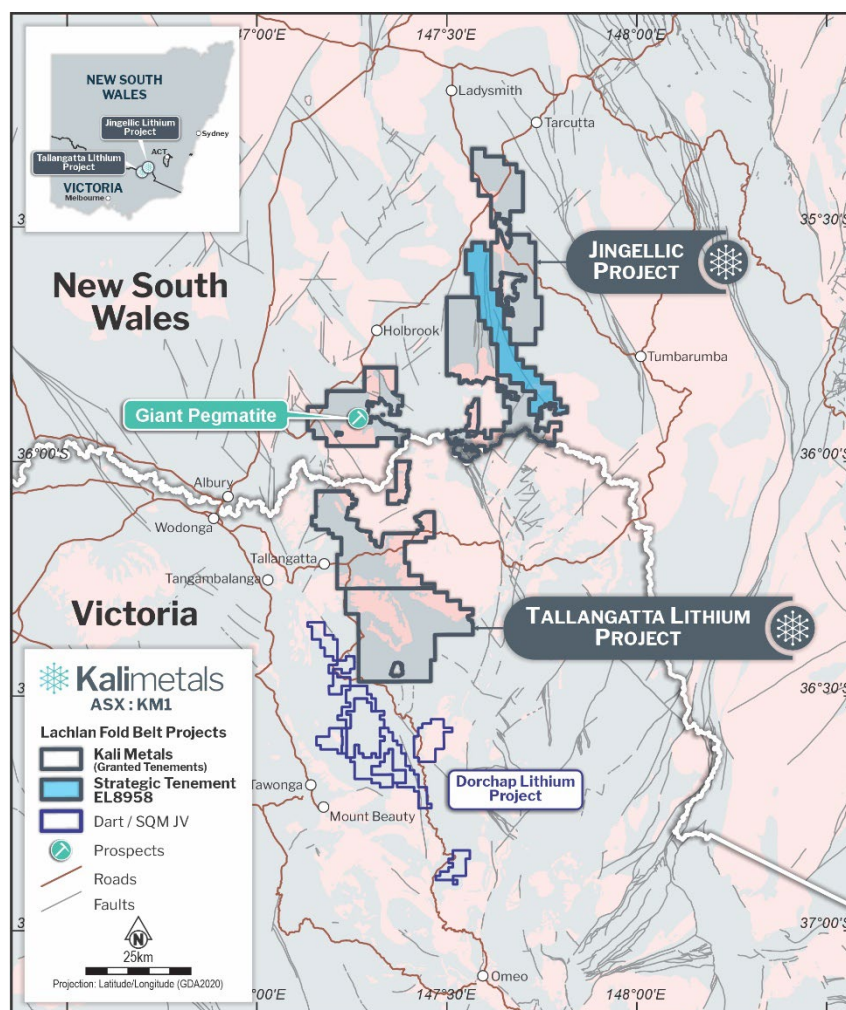 147°00'E
147°30'E
148°00'E
NEW SOUTH
WALES
Jingellic Lithium
Project
Sydney
ACT
Tallangatta Lithium
Project
VICTORIA
Melbourne
Ladysmith
Tarcutta
35°30'S
JINGELLIC
PROJECT
New South
Wales
Holbrook
Tumbarumba
Giant Pegmatite
36°00'S
36°00'S
Albury
Wodonga
Tallangatta
Tangambalanga
Victoria
TALLANGATTA LITHIUM
PROJECT
Kalimetals
ASX : KM1
Lachlan Fold Belt Projects
Kali Metals
(Granted Tenements)
Strategic Tenement
EL8958
Dart / SQM JV
Prospects
Roads
Faults
N
25km
Projection: Latitude/Longitude (GDA2020)
36°30'S
Dorchap Lithium
Project
Tawonga
Mount Beauty
37°00'S
Omeo
147°00'E
147°30'E
148°00'E